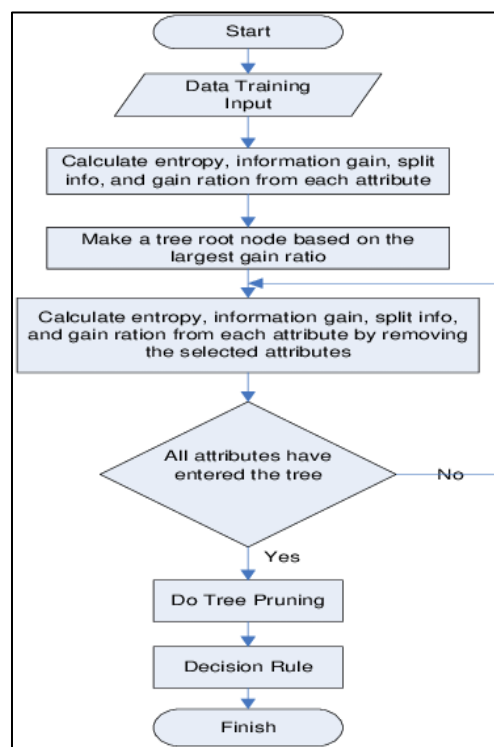 Start
Data Training
Input
Calculate entropy, information gain, split
info, and gain ration from each attribute
Make a tree root node based on the
largest gain ratio
Calculate entropy, information gain, split info,
and gain ration from each attribute by removing
the selected attributes
All attributes have
entered the tree
No
Yes
Do Tree Pruning
Decision Rule
Finish